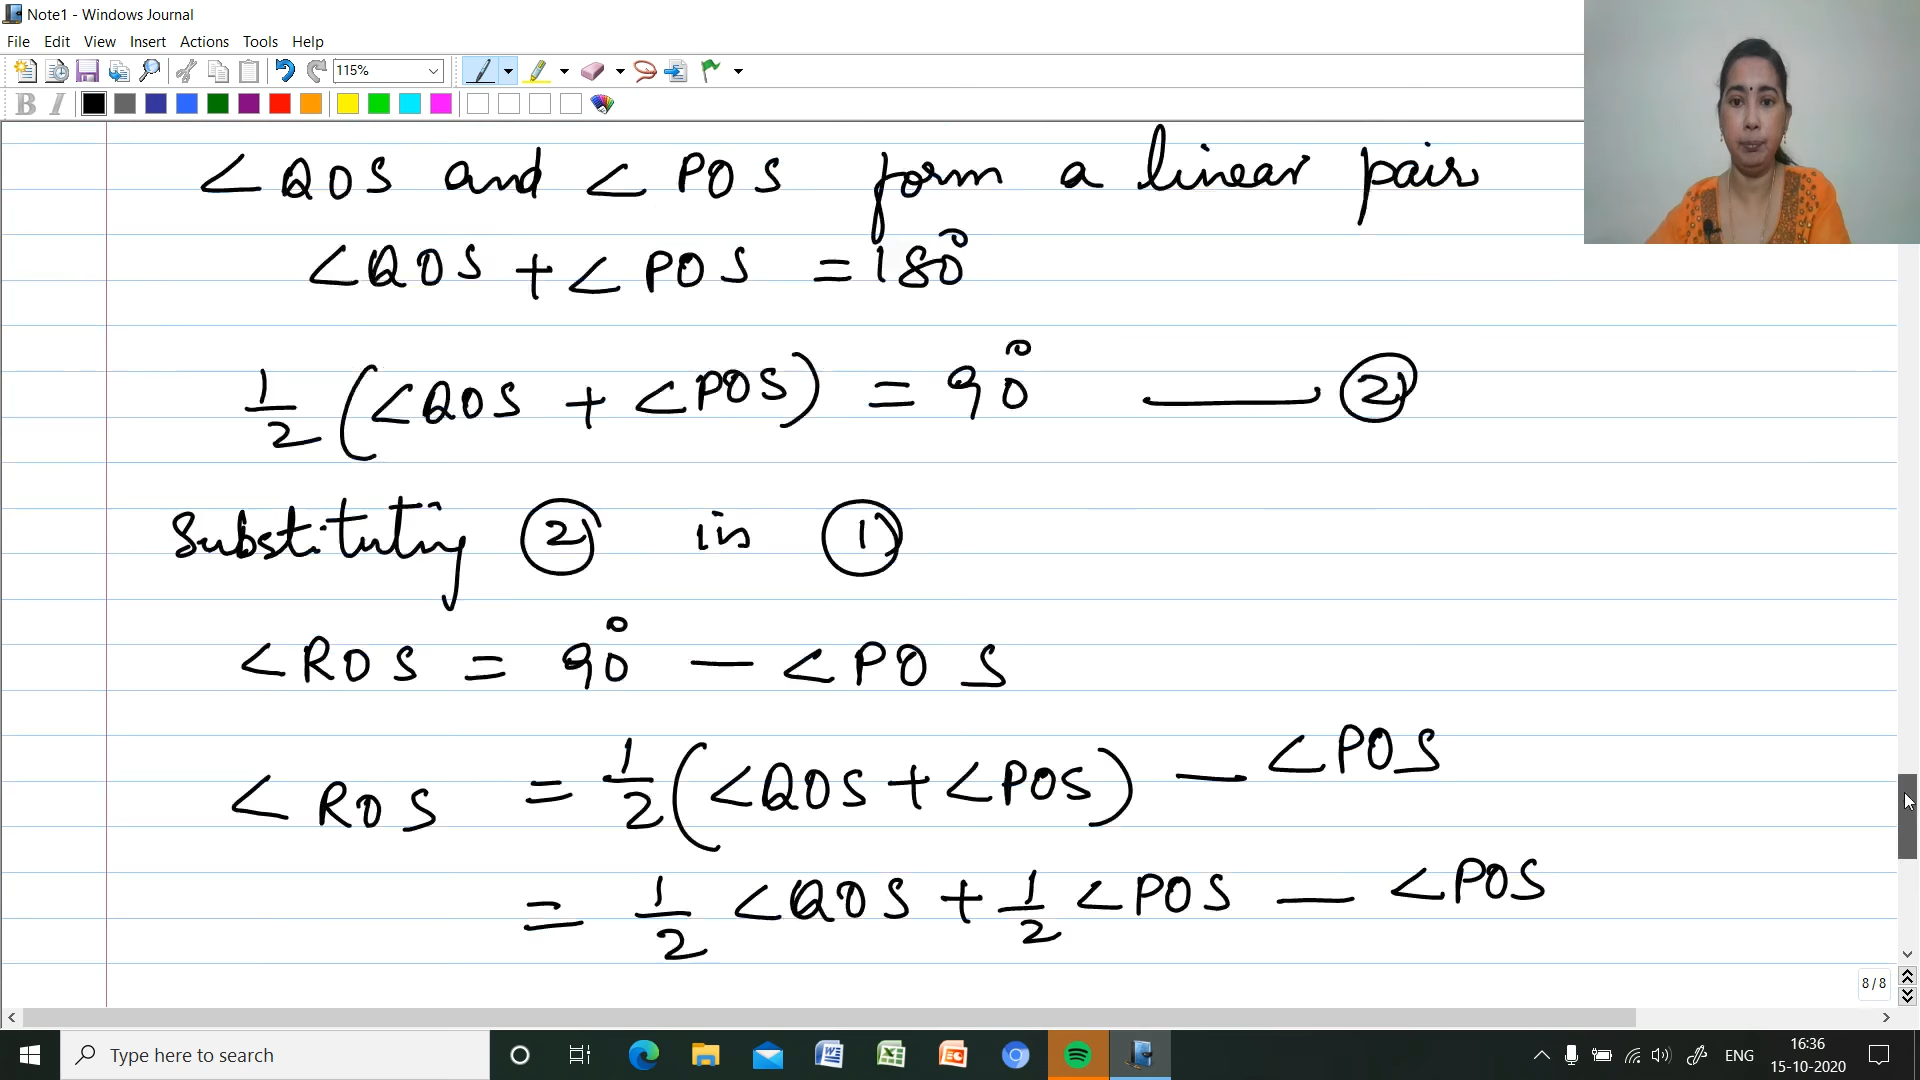 Note1 - Windows Journal
File Edit View Insert Actions Tools Help
115%
B I
∠QOS and ∠POS form a linear pair
∠QOS + ∠POS = 180°
1/2 (∠QOS + ∠POS) = 90° —— ②
Substituting ② in ①
∠ROS = 90° - ∠POS
∠ROS = 1/2 (∠QOS + ∠POS) - ∠POS
= 1/2 ∠QOS + 1/2 ∠POS - ∠POS
8 / 8
Type here to search
ENG
16:36
15-10-2020